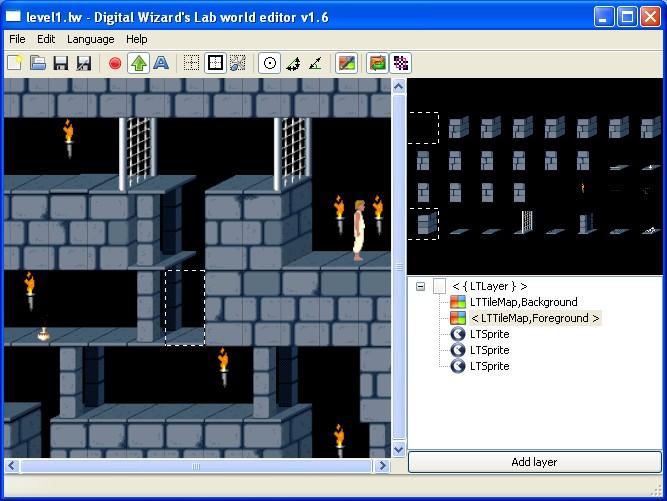 level1.lw - Digital Wizard's Lab world editor v1.6
File Edit Language Help
< { LTLayer } >
LTTileMap,Background
< LTTileMap,Foreground >
LTSprite
LTSprite
LTSprite
Add layer